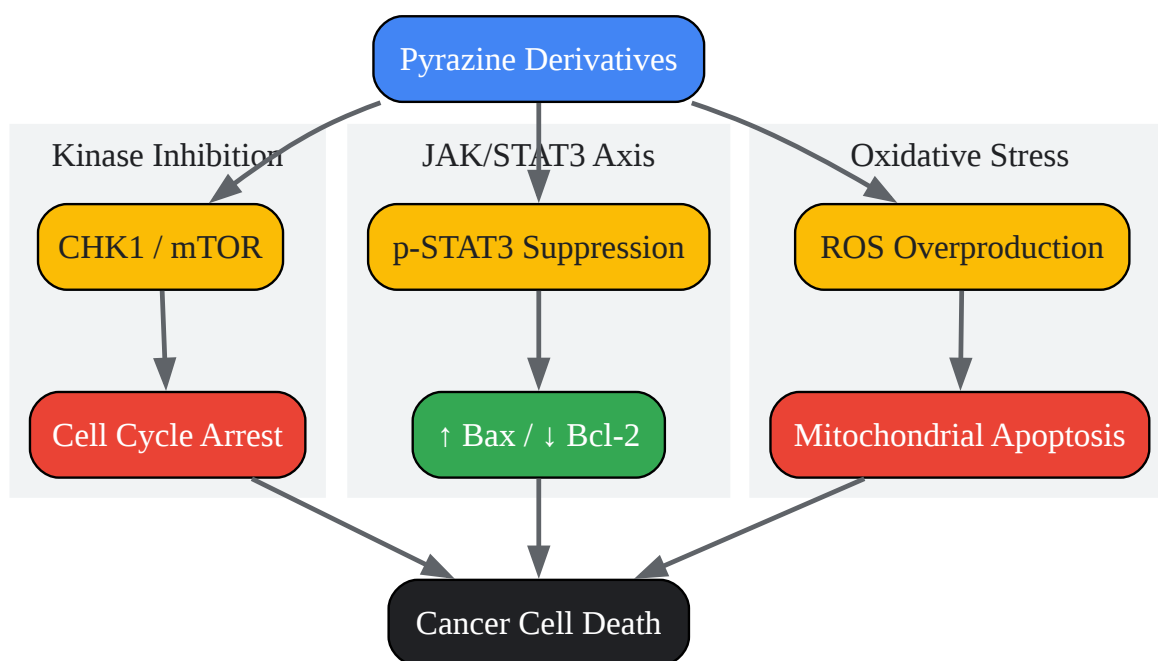 Pyrazine Derivatives
Kinase Inhibition
JAK/STAT3 Axis
Oxidative Stress
CHK1 / mTOR
p-STAT3 Suppression
ROS Overproduction
Cell Cycle Arrest
↑ Bax / ↓ Bcl-2
Mitochondrial Apoptosis
Cancer Cell Death